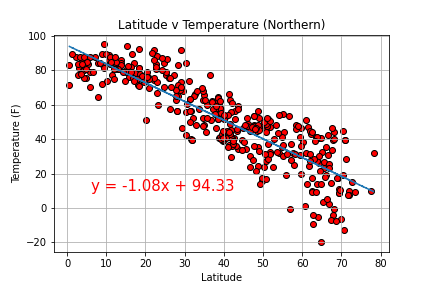 Latitude v Temperature (Northern)
100
80
60
40
20
0
−20
Temperature (F)
y = -1.08x + 94.33
0 10 20 30 40 50 60 70 80
Latitude